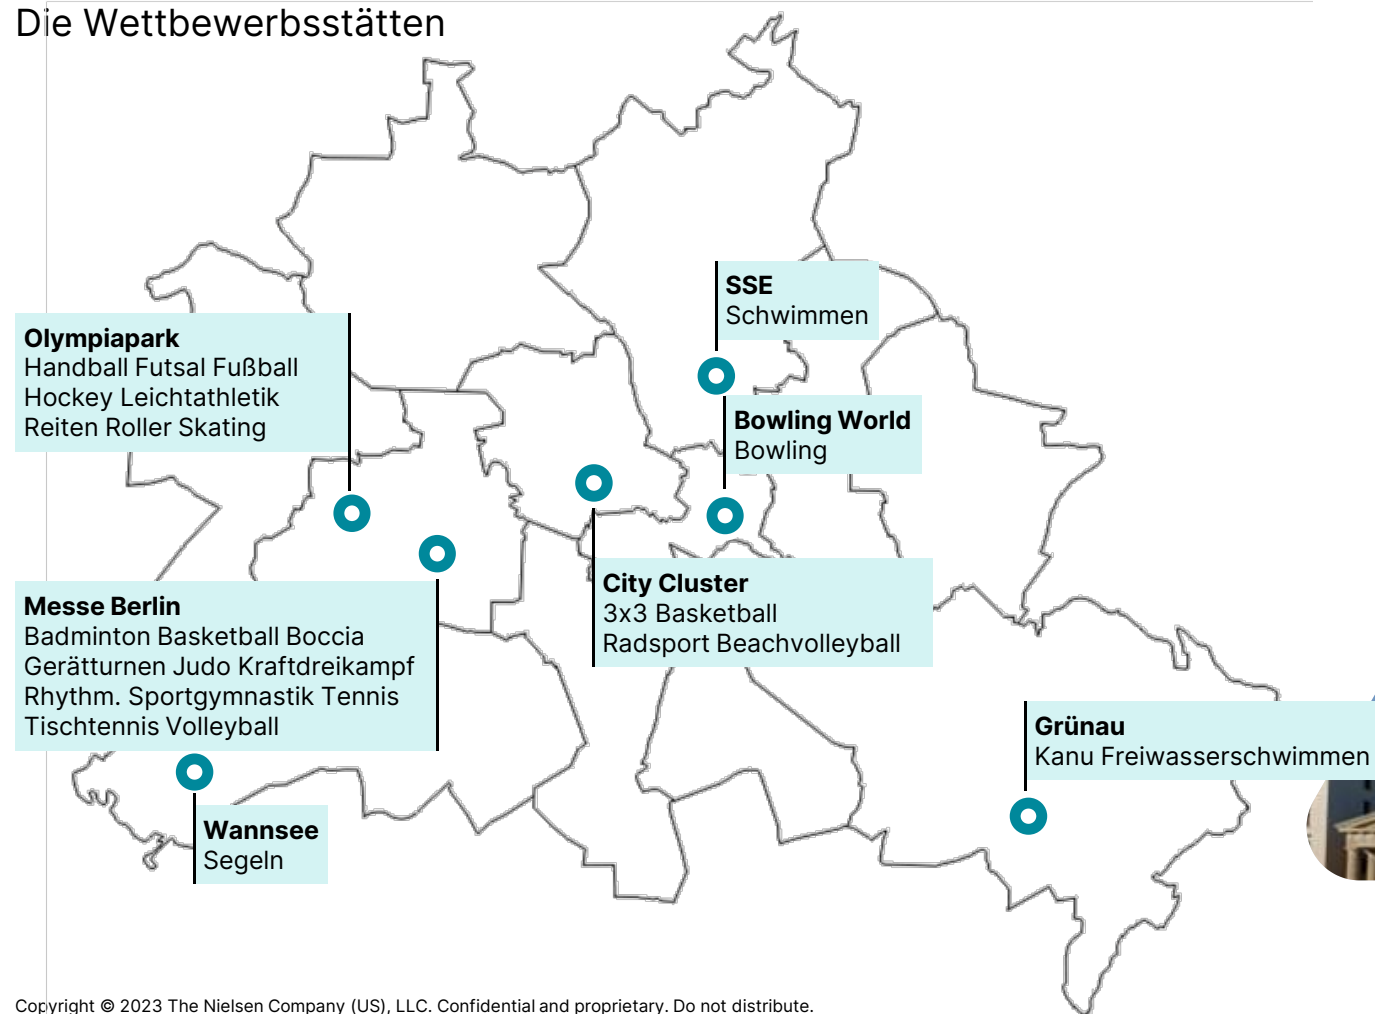 Die Wettbewerbsstätten
SSE
Schwimmen
Olympiapark
Handball Futsal Fußball
Hockey Leichtathletik
Reiten Roller Skating
Bowling World
Bowling
City Cluster
3x3 Basketball
Radsport Beachvolleyball
Messe Berlin
Badminton Basketball Boccia
Gerätturnen Judo Kraftdreikampf
Rhythm. Sportgymnastik Tennis
Tischtennis Volleyball
Grünau
Kanu Freiwasserschwimmen
Wannsee
Segeln
Copyright © 2023 The Nielsen Company (US), LLC. Confidential and proprietary. Do not distribute.